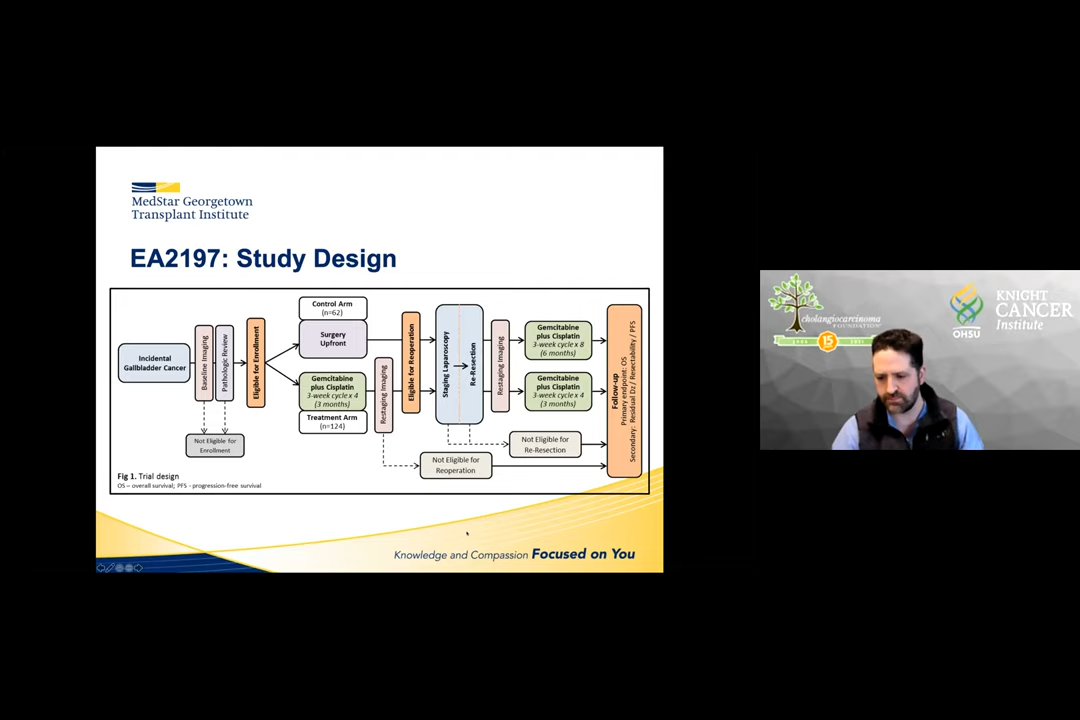 MedStar Georgetown
Transplant Institute
EA2197: Study Design
Incidental
Gallbladder Cancer
Baseline Imaging
Pathologic Review
Not Eligible for
Enrollment
Eligible for Enrollment
Control Arm
(n=62)
Surgery
Upfront
Gemcitabine
plus Cisplatin
3-week cycle x 4
(3 months)
Treatment Arm
(n=124)
Restaging Imaging
Eligible for Reoperation
Staging Laparoscopy
Re-Resection
Restaging Imaging
Gemcitabine
plus Cisplatin
3-week cycle x 8
(6 months)
Gemcitabine
plus Cisplatin
3-week cycle x 4
(3 months)
Not Eligible for
Re-Resection
Not Eligible for
Reoperation
Follow-up
Primary endpoint: OS
Secondary: Residual Dz / Resectability / PFS
Fig 1. Trial design
OS – overall survival; PFS - progression-free survival
Knowledge and Compassion Focused on You
cholangiocarcinoma
FOUNDATION
15
OHSU
KNIGHT
CANCER
Institute